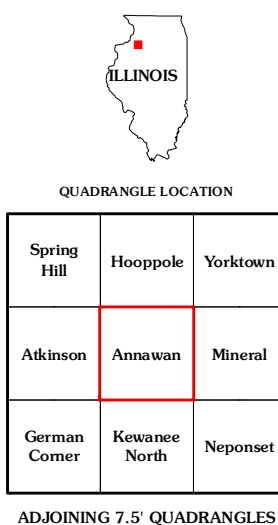 ILLINOIS
QUADRANGLE LOCATION
Spring
Hill
Hooppole
Yorktown
Atkinson
Annawan
Mineral
German
Corner
Kewanee
North
Neponset
ADJOINING 7.5' QUADRANGLES